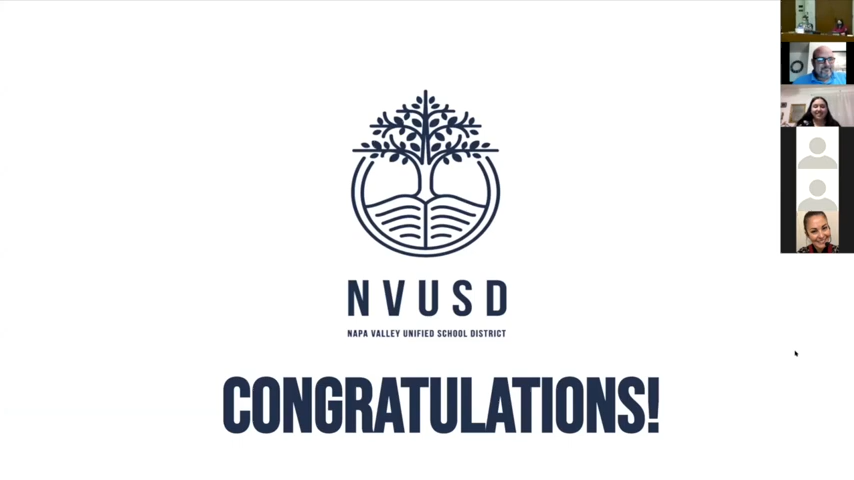 NVUSD
NAPA VALLEY UNIFIED SCHOOL DISTRICT
CONGRATULATIONS!